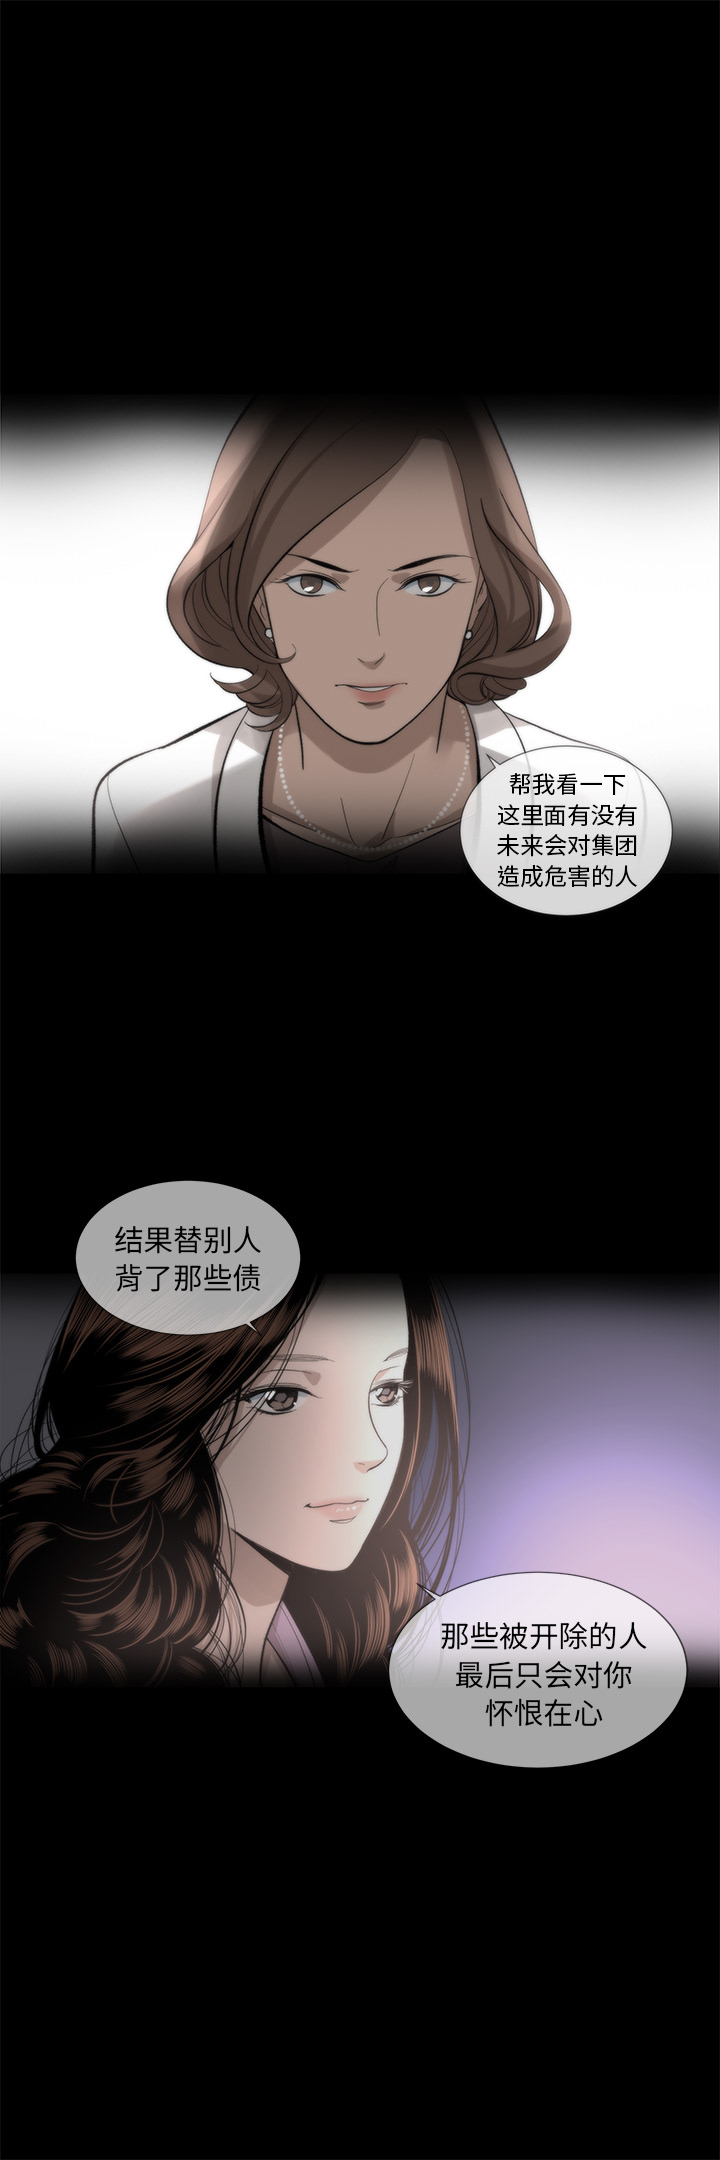 帮我看一下
这里面有没有
未来会对集团
造成危害的人
结果替别人
背了那些债
那些被开除的人
最后只会对你
怀恨在心